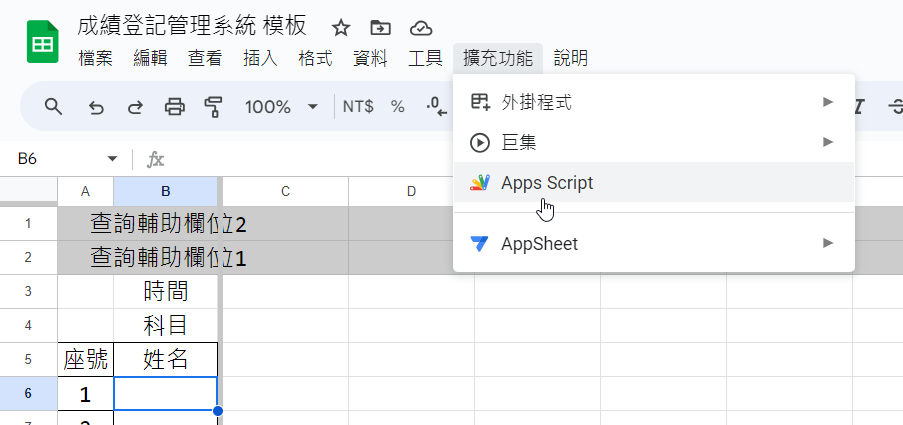 成績登記管理系統 模板
檔案 編輯 查看 插入 格式 資料 工具 擴充功能 說明
100% NT$ % .0
外掛程式
巨集
Apps Script
AppSheet
B6 fx
A B C D
1 查詢輔助欄位2
2 查詢輔助欄位1
3 時間
4 科目
5 座號 姓名
6 1